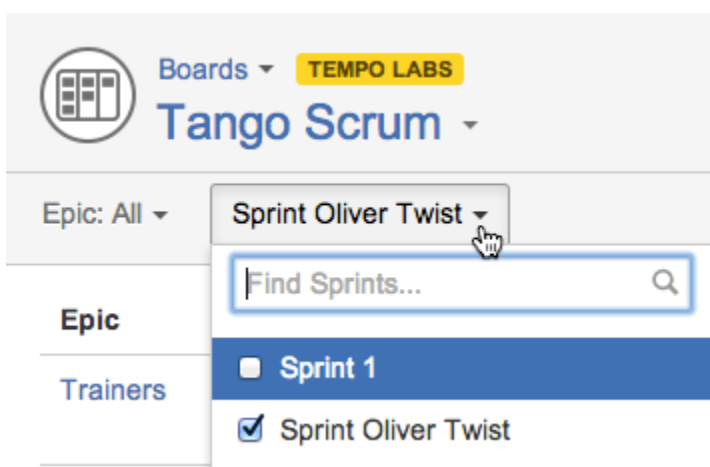 Boards TEMPO LABS
Tango Scrum
Epic: All Sprint Oliver Twist
Find Sprints...
Epic
Sprint 1
Trainers
Sprint Oliver Twist